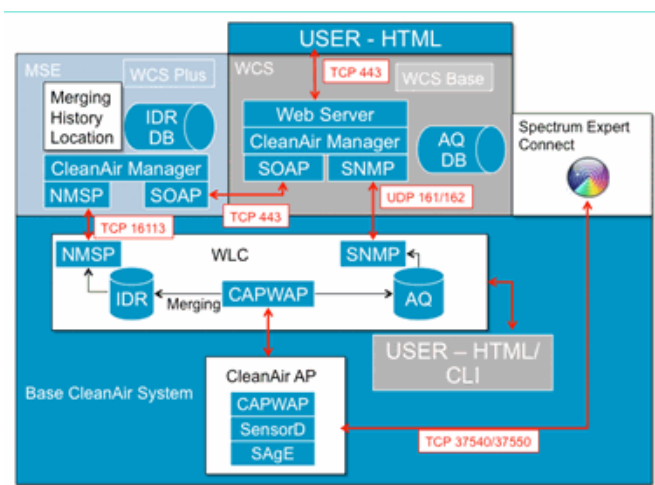 USER - HTML
MSE
WCS Plus
WCS
TCP 443
WCS Base
Merging
History
Location
IDR
DB
Web Server
CleanAir Manager
SOAP
SNMP
AQ
DB
Spectrum Expert
Connect
CleanAir Manager
NMSP
SOAP
TCP 443
UDP 161/162
TCP 16113
NMSP
WLC
SNMP
IDR
Merging
CAPWAP
AQ
USER – HTML/
CLI
Base CleanAir System
CleanAir AP
CAPWAP
SensorD
SAgE
TCP 37540/37550